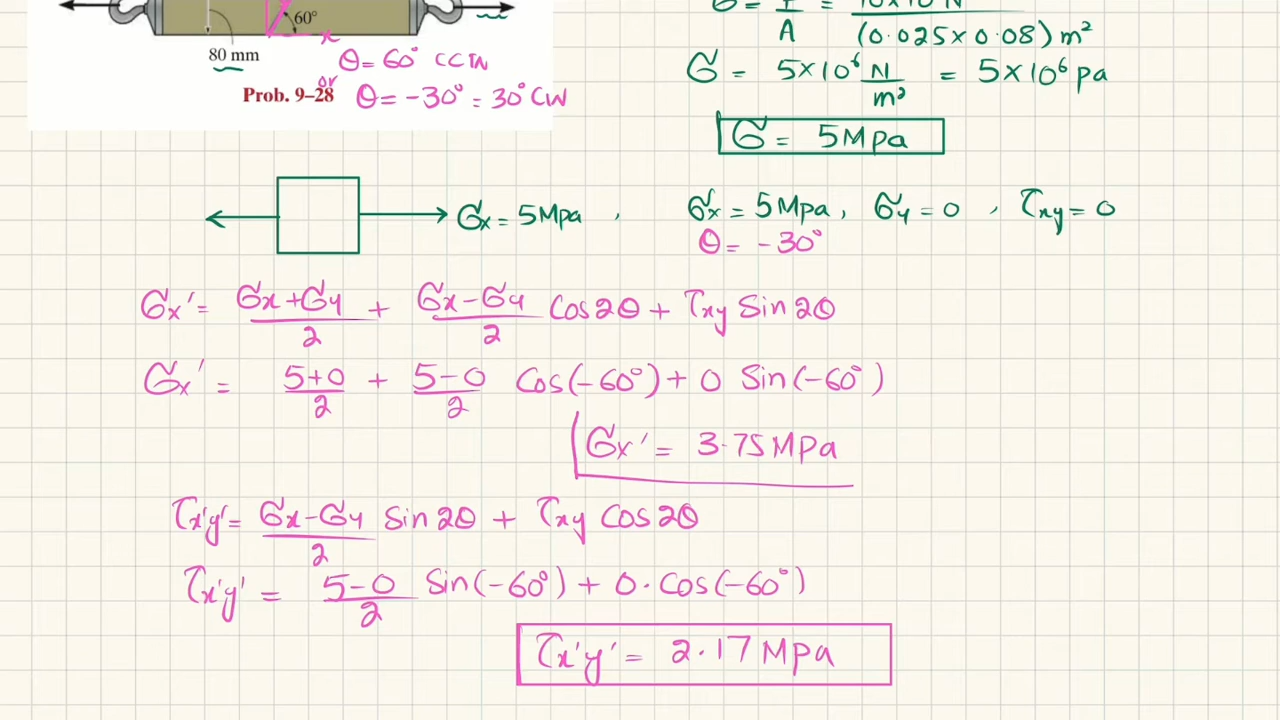 σ = P/A = 10×10³ N / (0.025×0.08) m²
60°
x
80 mm
θ = 60° CCW
or
Prob. 9–28
θ = -30° = 30° CW
σ = 5×10⁶ N/m² = 5×10⁶ pa
σ = 5Mpa
σx = 5Mpa ,
σx = 5Mpa, σy = 0 , τxy = 0
θ = -30°
σx' = (σx+σy)/2 + (σx-σy)/2 Cos2θ + τxy Sin2θ
σx' = (5+0)/2 + (5-0)/2 Cos(-60°) + 0 Sin(-60°)
σx' = 3.75MPa
τx'y' = (σx-σy)/2 Sin2θ + τxy Cos2θ
τx'y' = (5-0)/2 Sin(-60°) + 0. Cos(-60°)
τx'y' = 2.17 Mpa